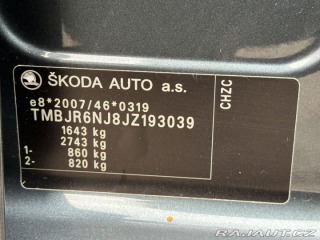 ŠKODA AUTO a.s.
e8*2007/46*0319
TMBJR6NJ8JZ193039
1643 kg
2743 kg
1- 860 kg
2- 820 kg
CHZC
RAJAUT.CZ